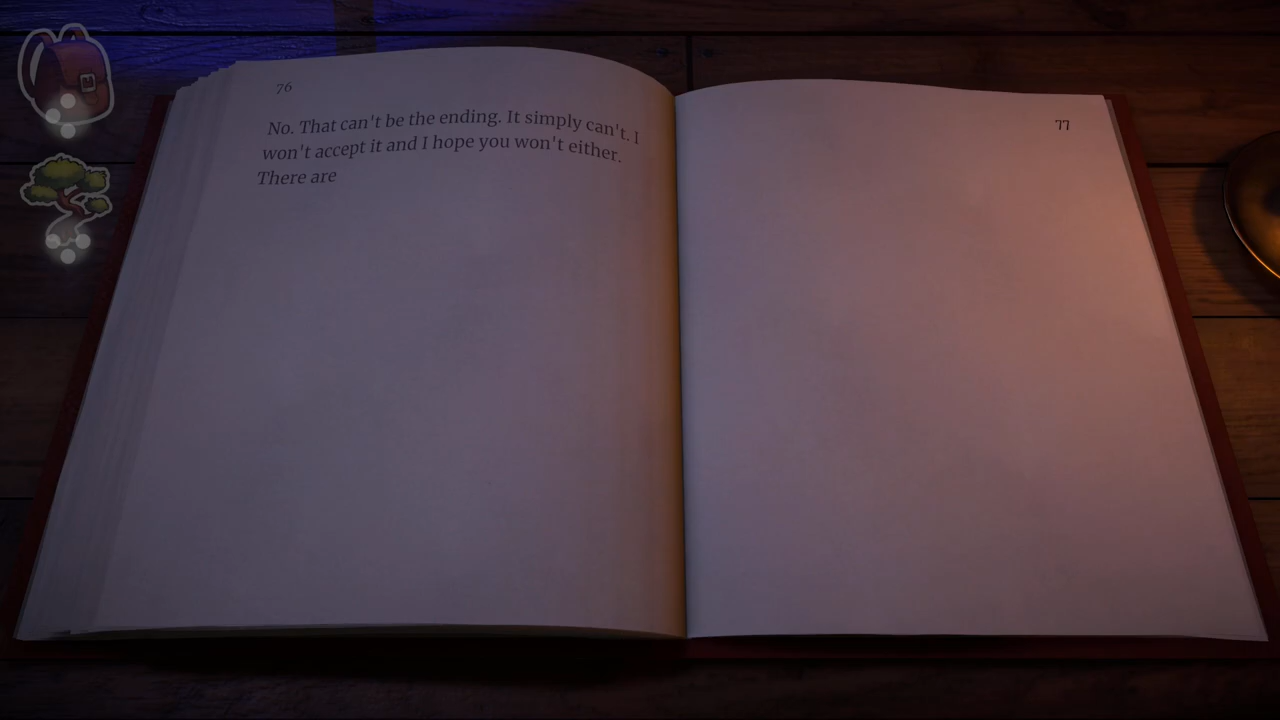 76
No. That can't be the ending. It simply can't. I
won't accept it and I hope you won't either.
There are
77